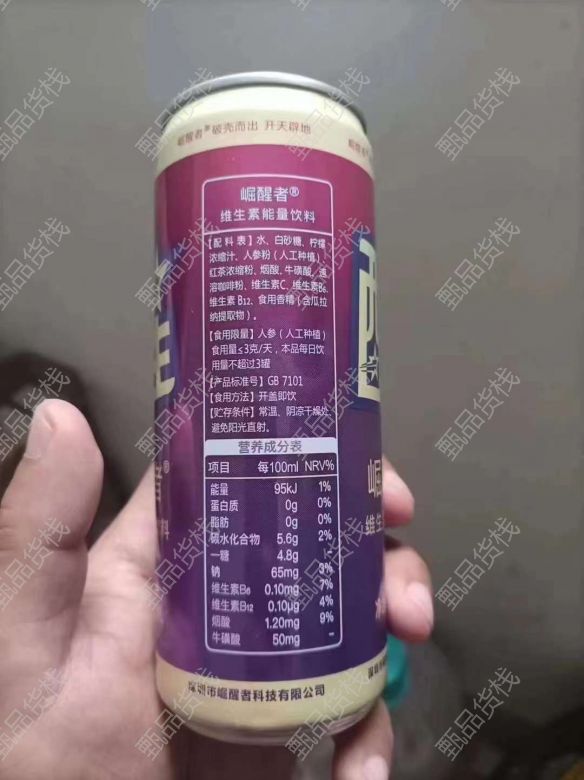 崛醒者®破壳而出 开天辟地
崛醒者®
维生素能量饮料
【配料表】水、白砂糖、柠檬
浓缩汁、人参粉（人工种植）、
红茶浓缩粉、烟酸、牛磺酸、速
溶咖啡粉、维生素C、维生素B₆、
维生素B₁₂、食用香精（含瓜拉
纳提取物）。
【食用限量】人参（人工种植）
食用量≤3克/天，本品每日饮
用量不超过3罐
【产品标准号】GB 7101
【食用方法】开盖即饮
【贮存条件】常温、阴凉干燥处，
避免阳光直射。
营养成分表
项目 每100ml NRV%
能量 95kJ 1%
蛋白质 0g 0%
脂肪 0g 0%
碳水化合物 5.6g 2%
—糖 4.8g
钠 65mg 3%
维生素B₆ 0.10mg 7%
维生素B₁₂ 0.10μg 4%
烟酸 1.20mg 9%
牛磺酸 50mg –
深圳市崛醒者科技有限公司
甄品货栈